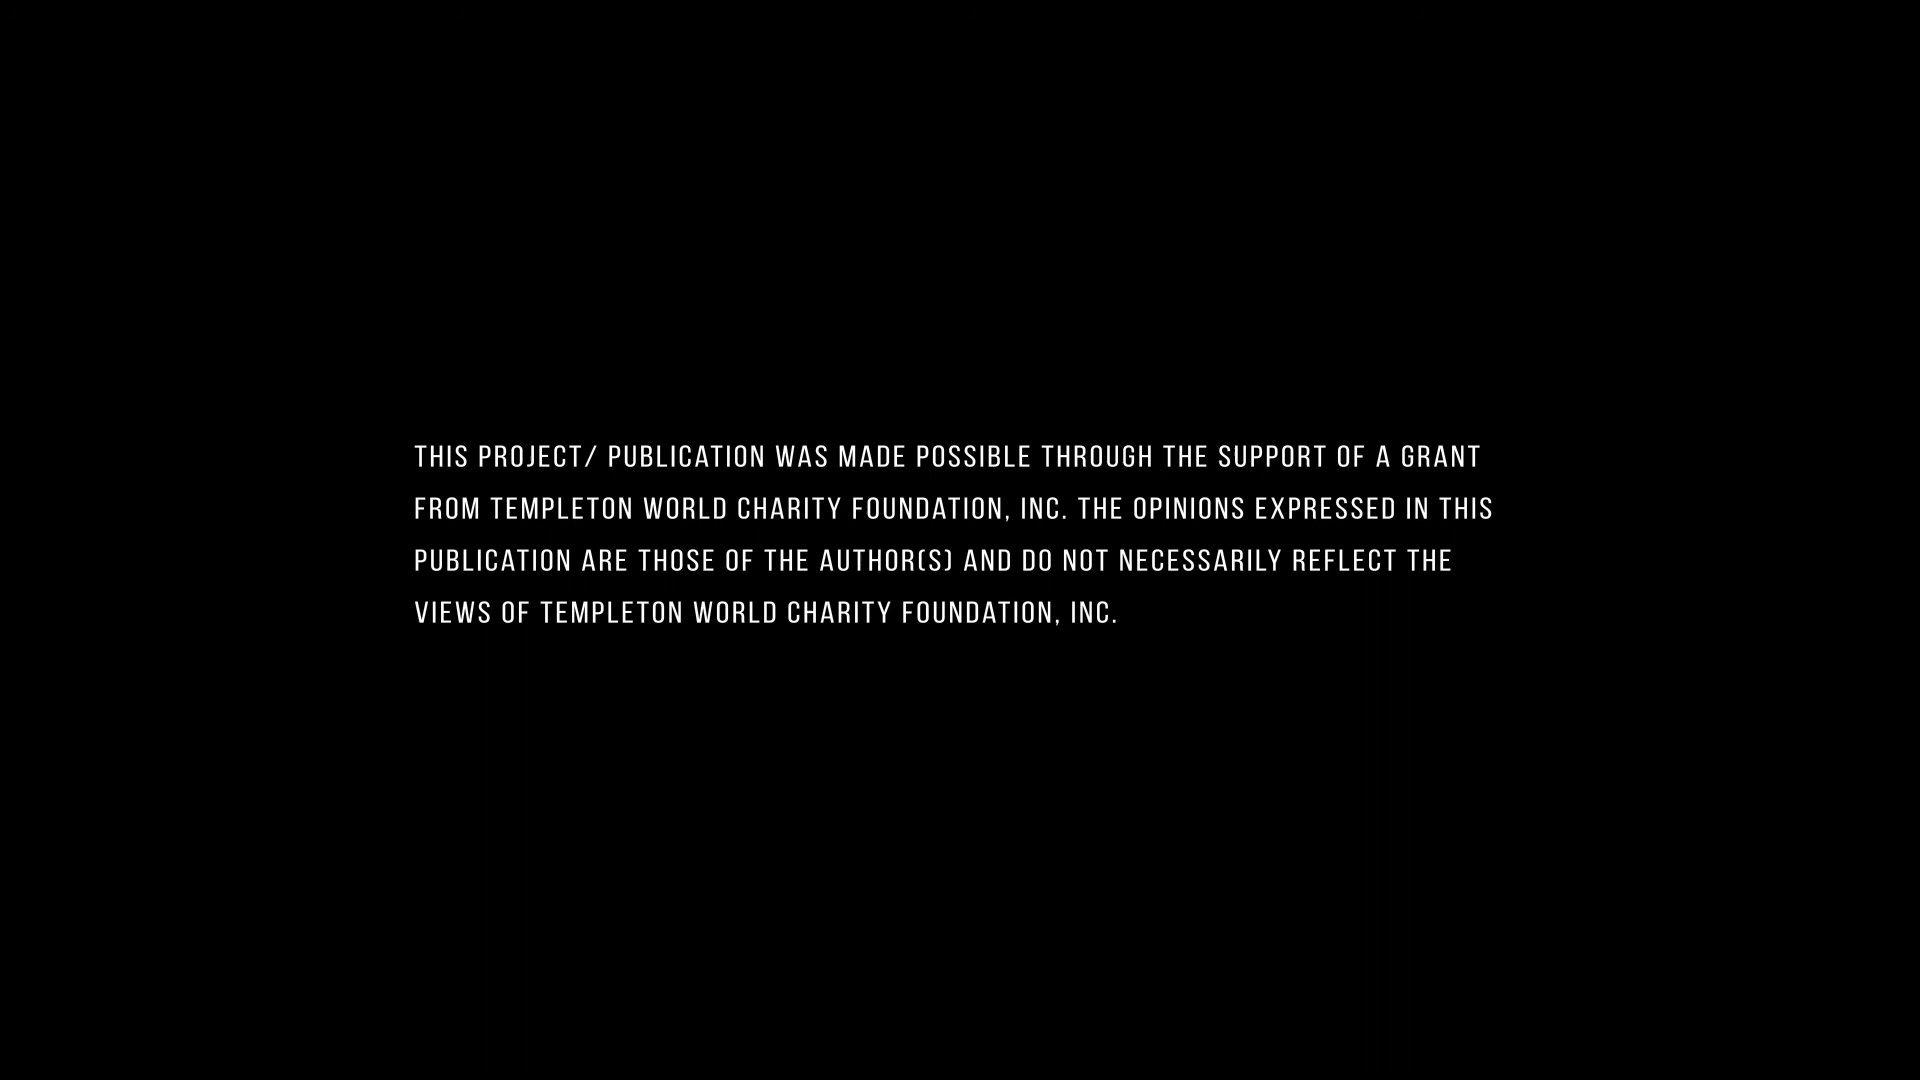 THIS PROJECT/ PUBLICATION WAS MADE POSSIBLE THROUGH THE SUPPORT OF A GRANT
FROM TEMPLETON WORLD CHARITY FOUNDATION, INC. THE OPINIONS EXPRESSED IN THIS
PUBLICATION ARE THOSE OF THE AUTHOR(S) AND DO NOT NECESSARILY REFLECT THE
VIEWS OF TEMPLETON WORLD CHARITY FOUNDATION, INC.